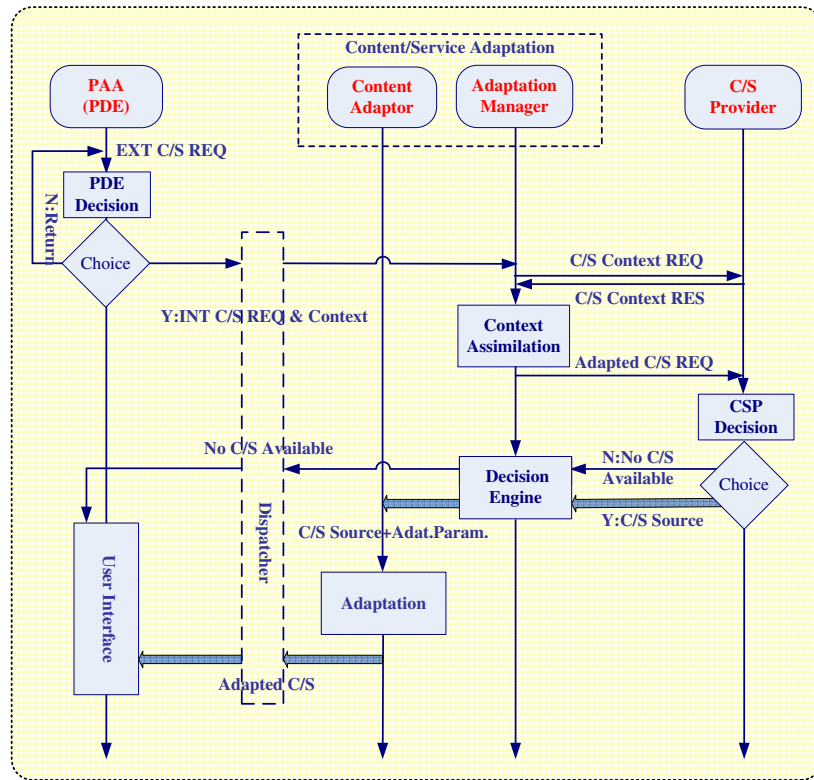 Content/Service Adaptation
PAA
(PDE)
Content
Adaptor
Adaptation
Manager
C/S
Provider
EXT C/S REQ
PDE
Decision
N:Return
Choice
C/S Context REQ
C/S Context RES
Y:INT C/S REQ & Context
Context
Assimilation
Adapted C/S REQ
CSP
Decision
No C/S Available
N:No C/S
Available
Decision
Engine
Choice
Y:C/S Source
C/S Source+Adat.Param.
Dispatcher
User Interface
Adaptation
Adapted C/S